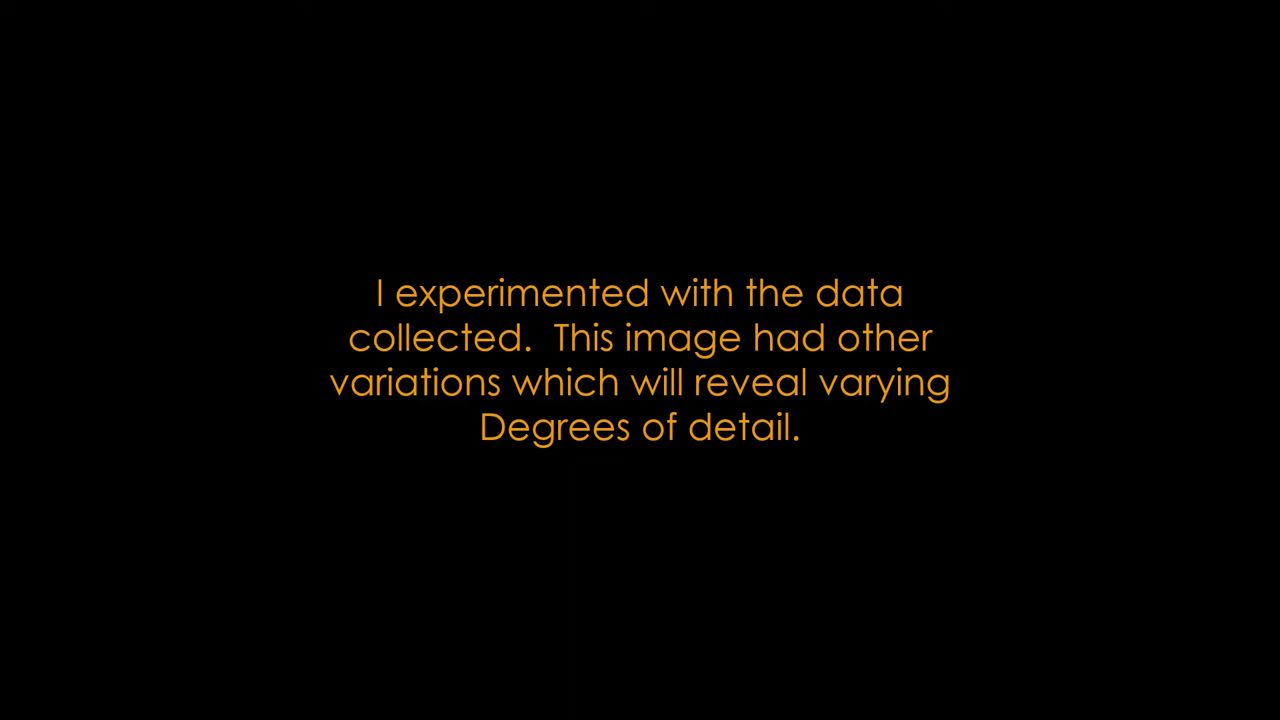 I experimented with the data
collected.  This image had other
variations which will reveal varying
Degrees of detail.